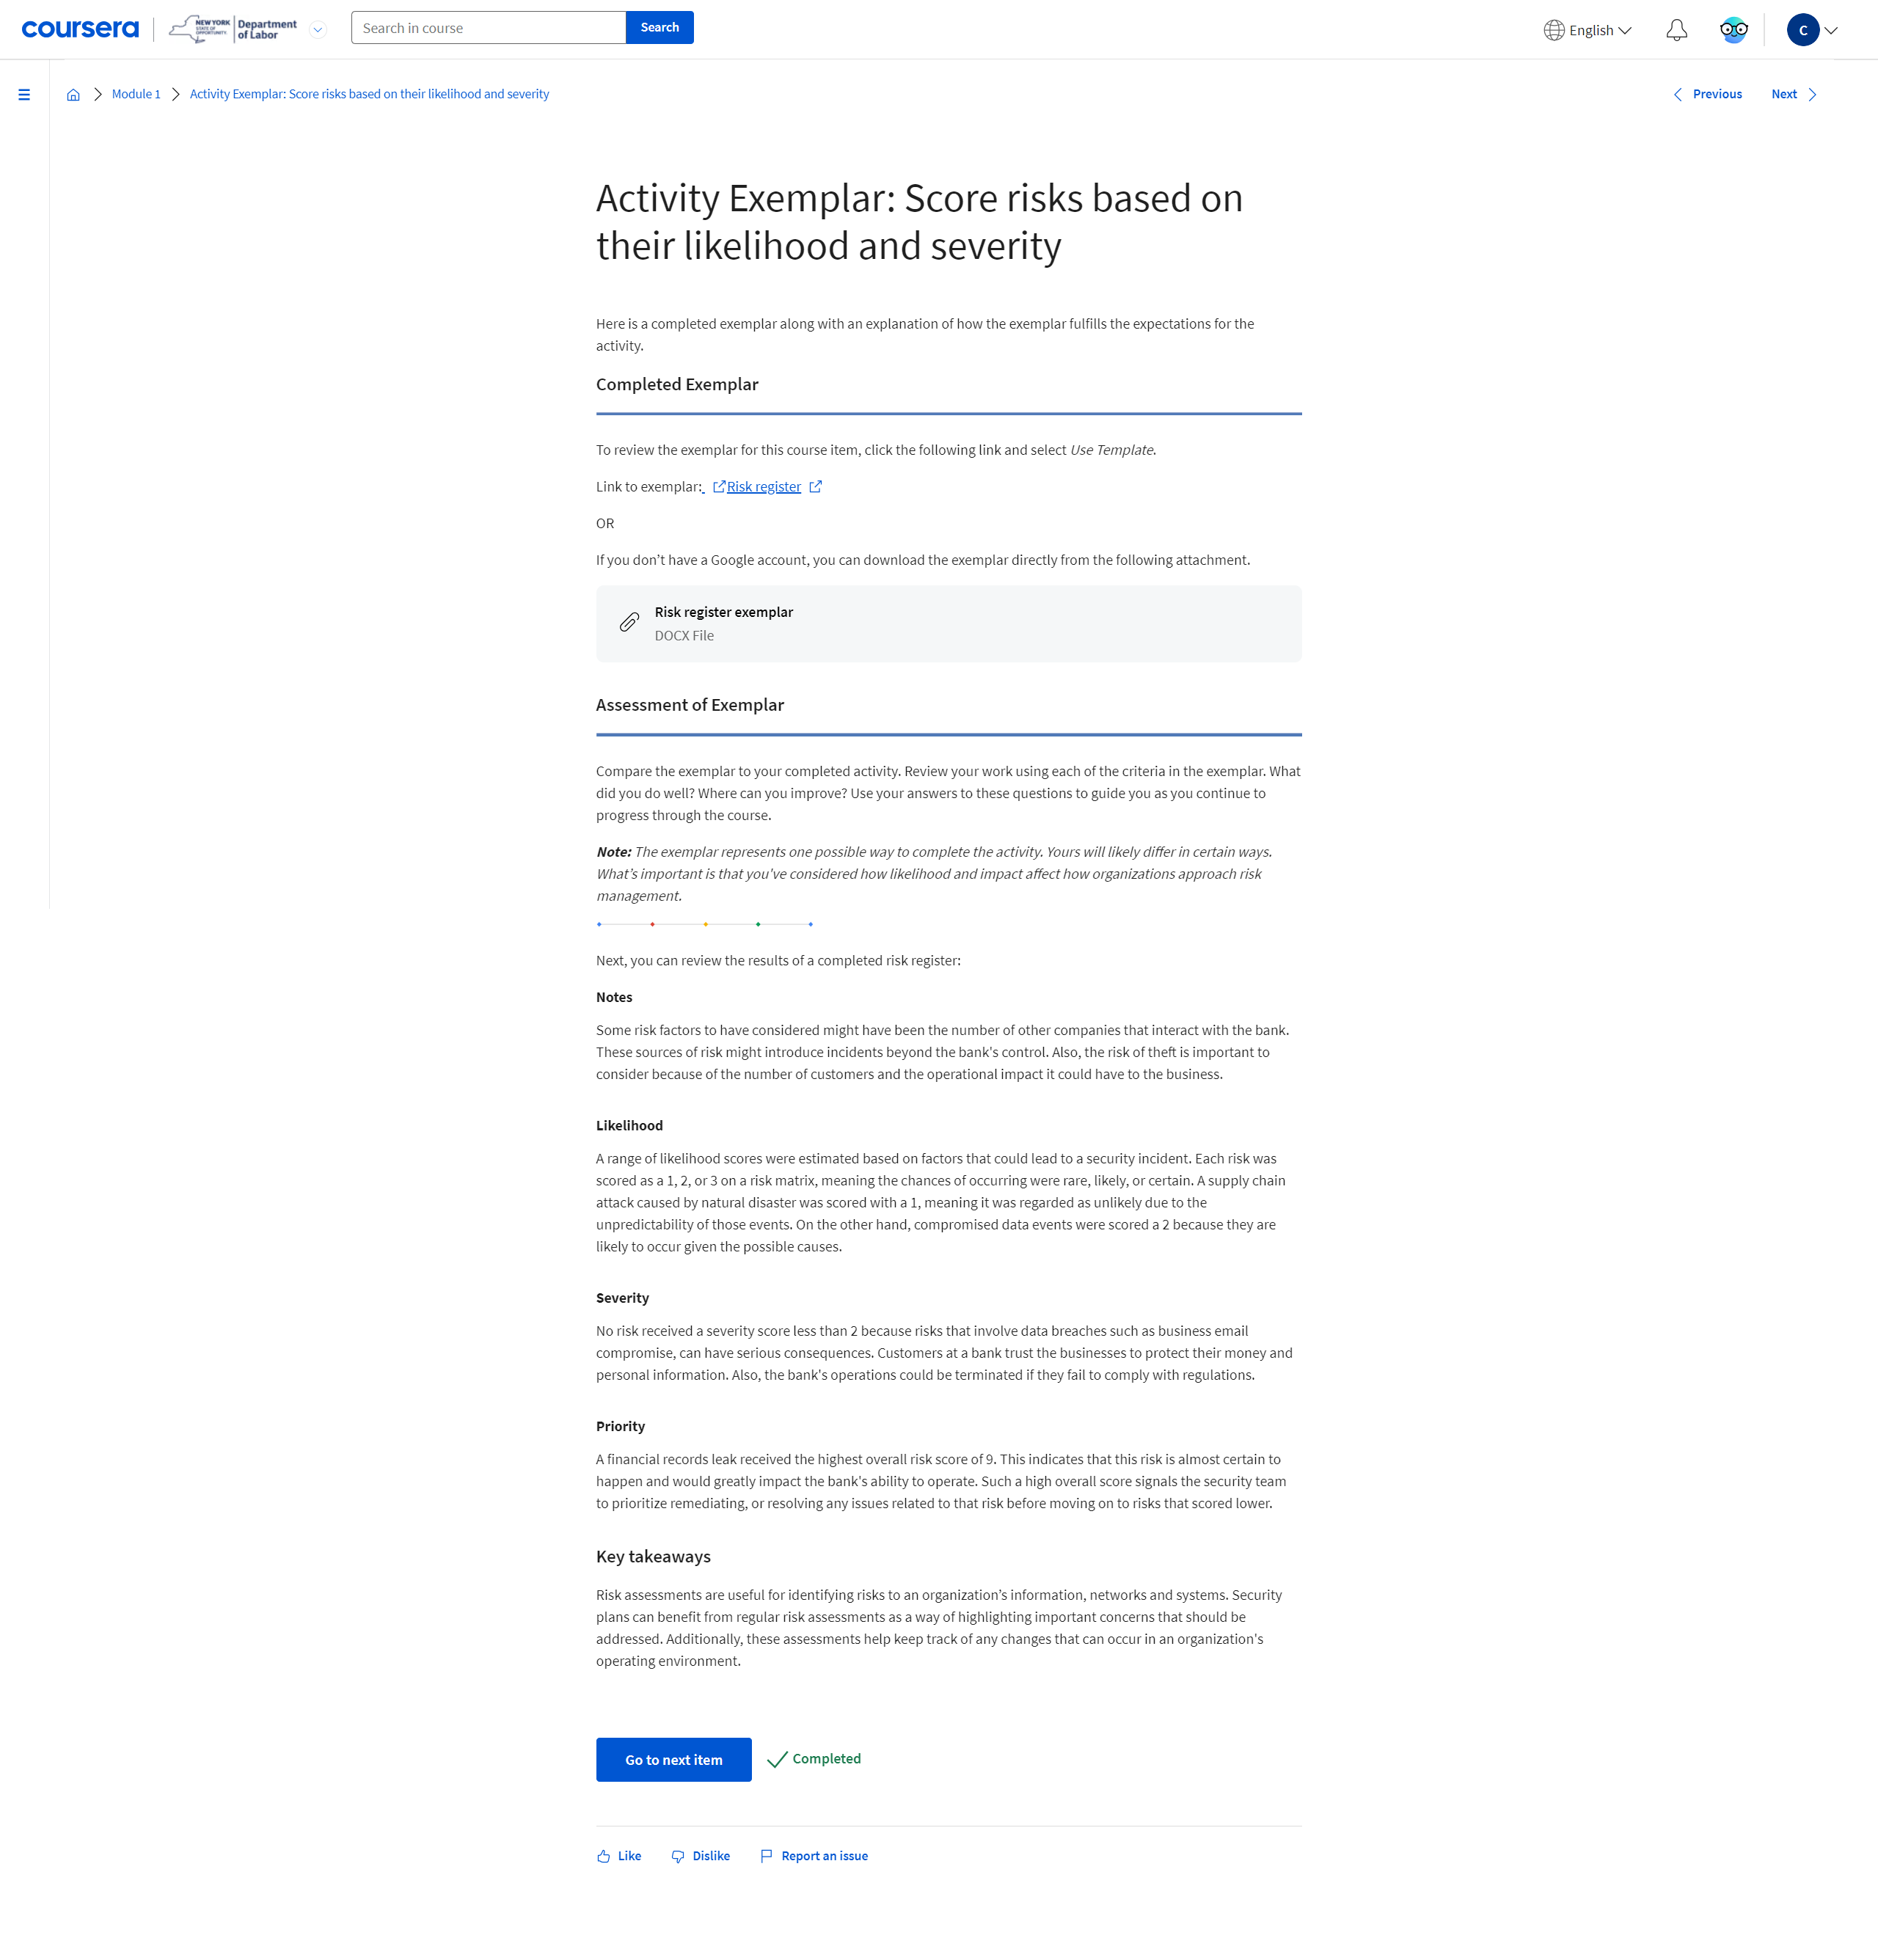 coursera
NEW YORK
STATE OF
OPPORTUNITY.
Department
of Labor
Search in course
Search
English
C
Module 1
Activity Exemplar: Score risks based on their likelihood and severity
Previous
Next
Activity Exemplar: Score risks based on
their likelihood and severity
Here is a completed exemplar along with an explanation of how the exemplar fulfills the expectations for the
activity.
Completed Exemplar
To review the exemplar for this course item, click the following link and select Use Template.
Link to exemplar: Risk register
OR
If you don’t have a Google account, you can download the exemplar directly from the following attachment.
Risk register exemplar
DOCX File
Assessment of Exemplar
Compare the exemplar to your completed activity. Review your work using each of the criteria in the exemplar. What
did you do well? Where can you improve? Use your answers to these questions to guide you as you continue to
progress through the course.
Note: The exemplar represents one possible way to complete the activity. Yours will likely differ in certain ways.
What’s important is that you've considered how likelihood and impact affect how organizations approach risk
management.
Next, you can review the results of a completed risk register:
Notes
Some risk factors to have considered might have been the number of other companies that interact with the bank.
These sources of risk might introduce incidents beyond the bank's control. Also, the risk of theft is important to
consider because of the number of customers and the operational impact it could have to the business.
Likelihood
A range of likelihood scores were estimated based on factors that could lead to a security incident. Each risk was
scored as a 1, 2, or 3 on a risk matrix, meaning the chances of occurring were rare, likely, or certain. A supply chain
attack caused by natural disaster was scored with a 1, meaning it was regarded as unlikely due to the
unpredictability of those events. On the other hand, compromised data events were scored a 2 because they are
likely to occur given the possible causes.
Severity
No risk received a severity score less than 2 because risks that involve data breaches such as business email
compromise, can have serious consequences. Customers at a bank trust the businesses to protect their money and
personal information. Also, the bank's operations could be terminated if they fail to comply with regulations.
Priority
A financial records leak received the highest overall risk score of 9. This indicates that this risk is almost certain to
happen and would greatly impact the bank's ability to operate. Such a high overall score signals the security team
to prioritize remediating, or resolving any issues related to that risk before moving on to risks that scored lower.
Key takeaways
Risk assessments are useful for identifying risks to an organization’s information, networks and systems. Security
plans can benefit from regular risk assessments as a way of highlighting important concerns that should be
addressed. Additionally, these assessments help keep track of any changes that can occur in an organization's
operating environment.
Go to next item
Completed
Like
Dislike
Report an issue